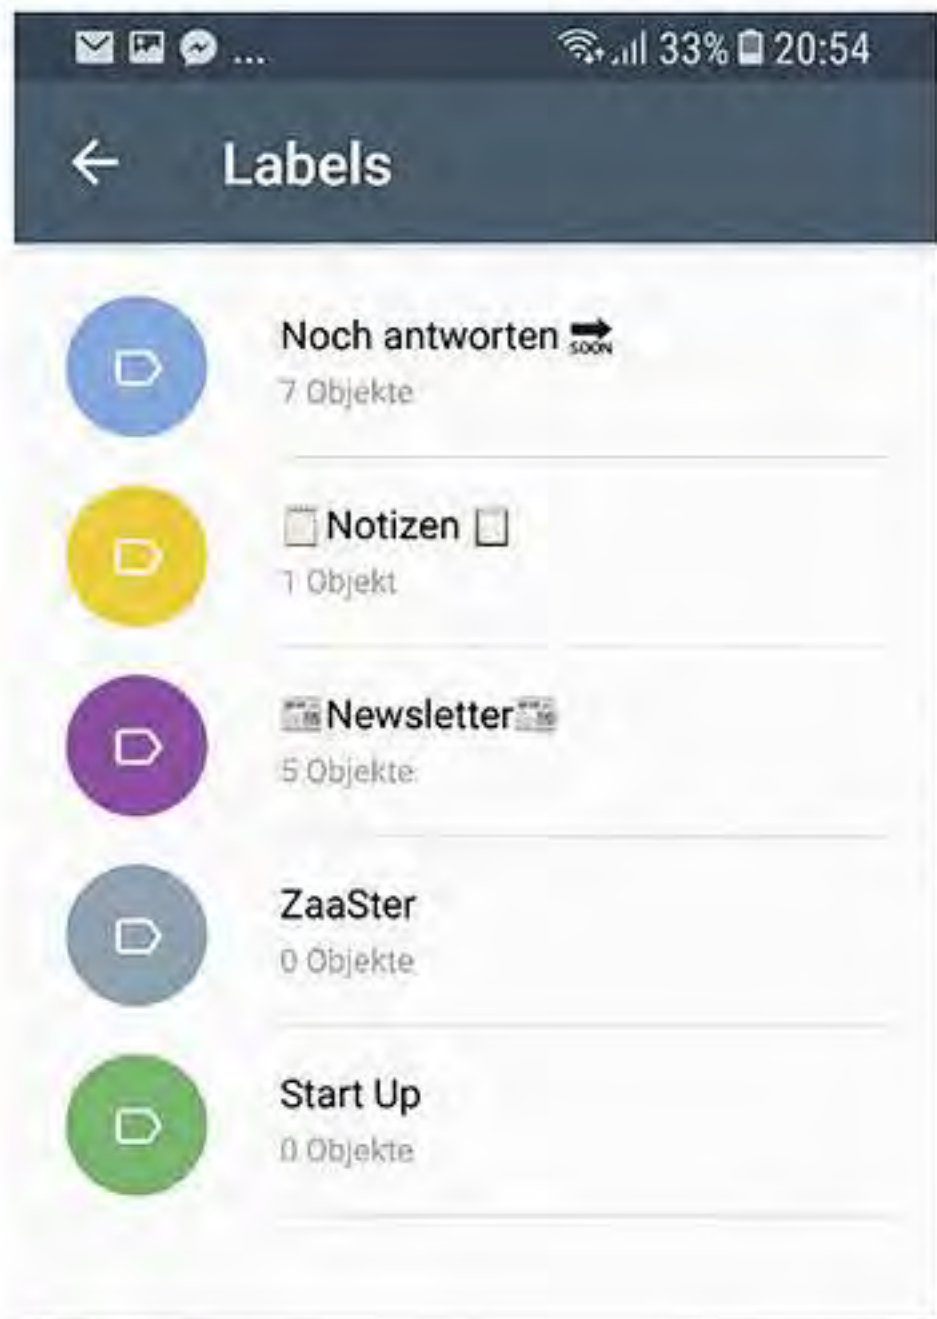 ... 33% 20:54
Labels
Noch antworten 🔜
7 Objekte
🗒Notizen 🗒
1 Objekt
📰Newsletter📰
5 Objekte
ZaaSter
0 Objekte
Start Up
0 Objekte